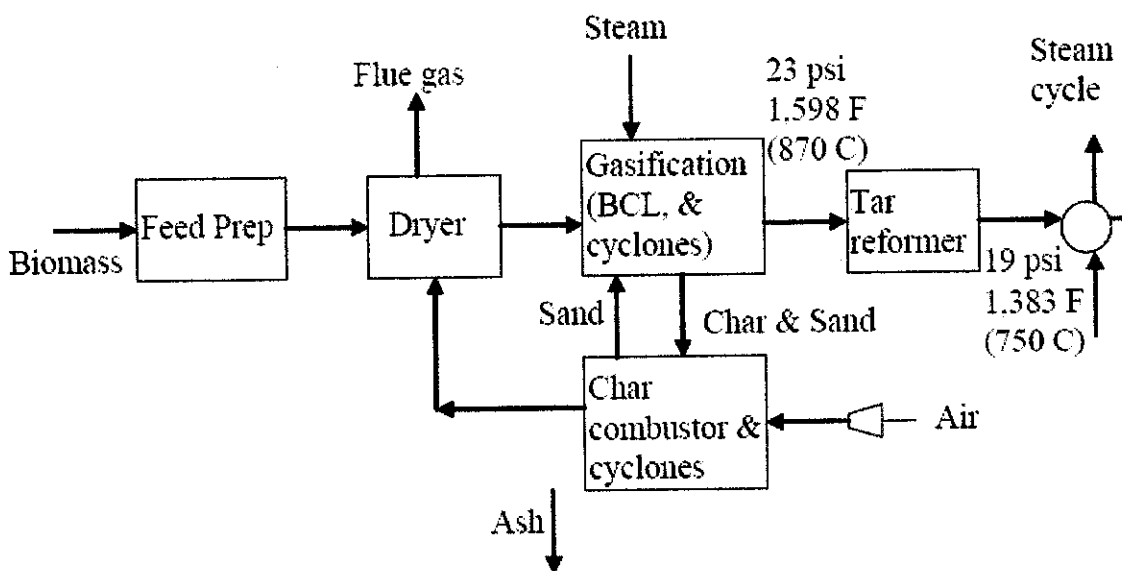 Steam
Flue gas
23 psi
1,598 F
(870 C)
Steam
cycle
Biomass
Feed Prep
Dryer
Gasification
(BCL, &
cyclones)
Tar
reformer
19 psi
1,383 F
(750 C)
Sand
Char & Sand
Char
combustor &
cyclones
Air
Ash